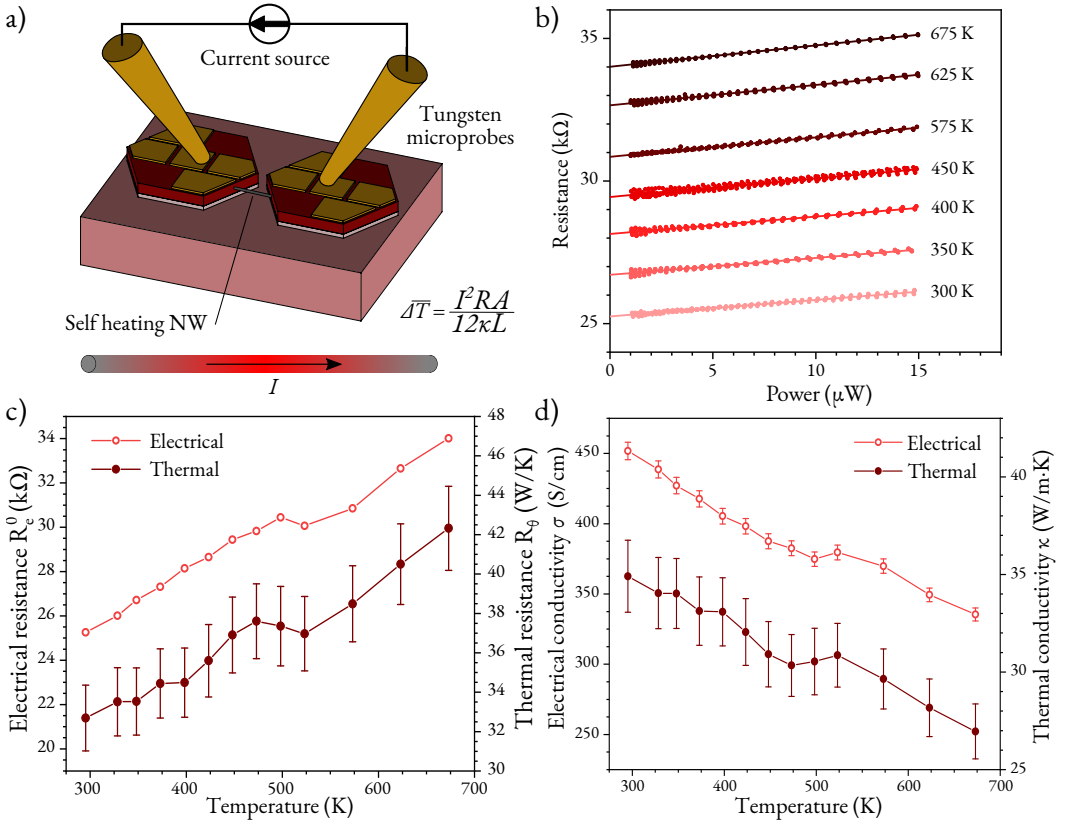 a)
Current source
Tungsten
microprobes
Self heating NW
ΔT̅ = I²RA / 12κL
I
b)
Resistance (kΩ)
35
30
25
0
5
10
15
Power (µW)
675 K
625 K
575 K
450 K
400 K
350 K
300 K
c)
Electrical resistance Rₑ⁰ (kΩ)
34
32
30
28
26
24
22
20
Electrical
Thermal
48
46
44
42
40
38
36
34
32
30
Thermal resistance Rθ (W/K)
300
400
500
600
700
Temperature (K)
d)
Electrical conductivity σ (S/cm)
450
400
350
300
250
Electrical
Thermal
40
35
30
25
Thermal conductivity κ (W/m·K)
300
400
500
600
700
Temperature (K)